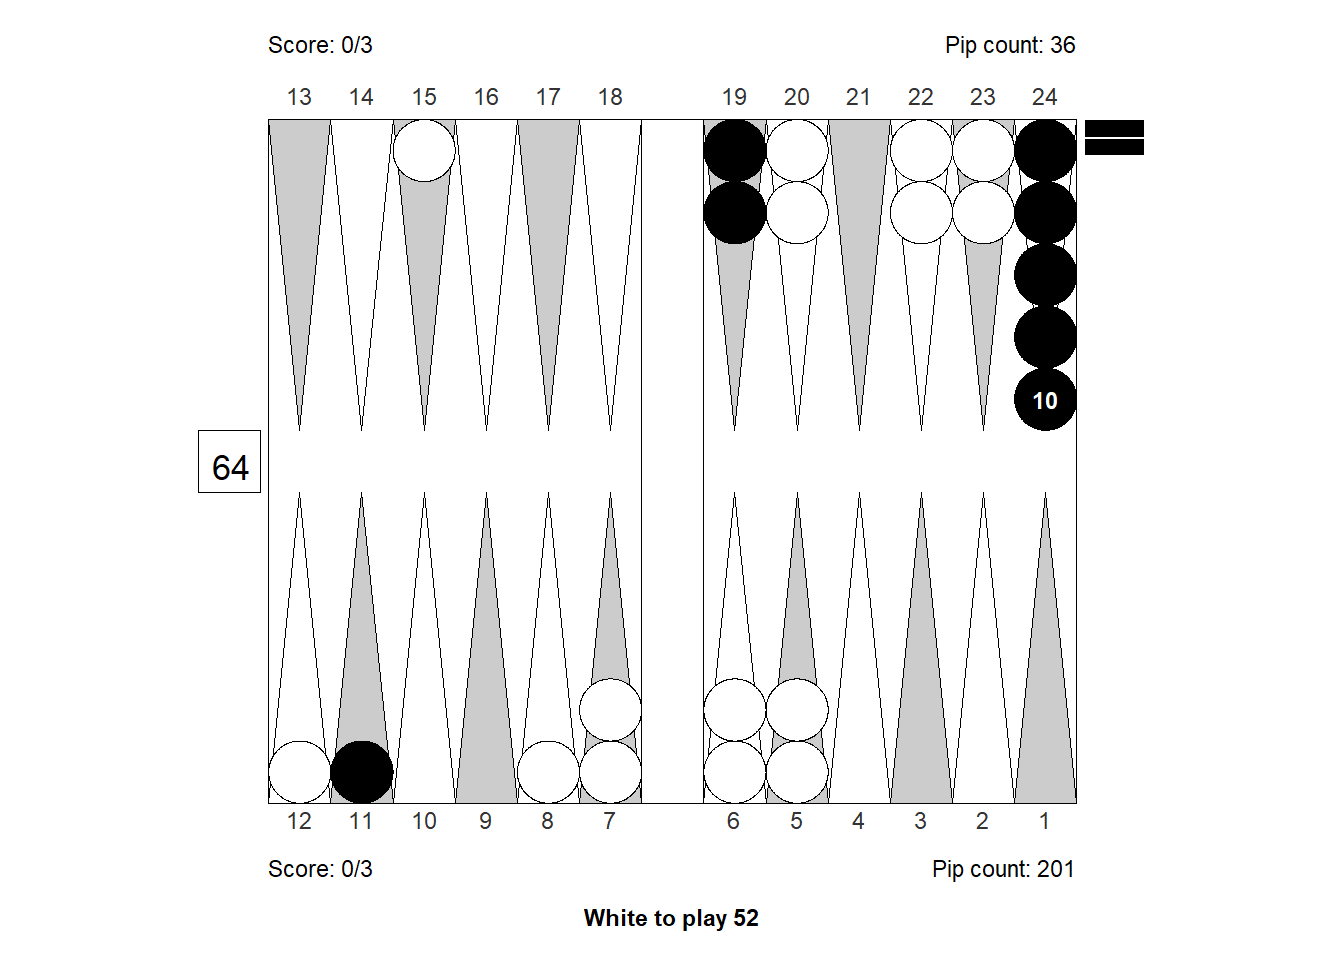 Score: 0/3 Pip count: 36
13 14 15 16 17 18 19 20 21 22 23 24
10
64
12 11 10 9 8 7 6 5 4 3 2 1
Score: 0/3 Pip count: 201
White to play 52